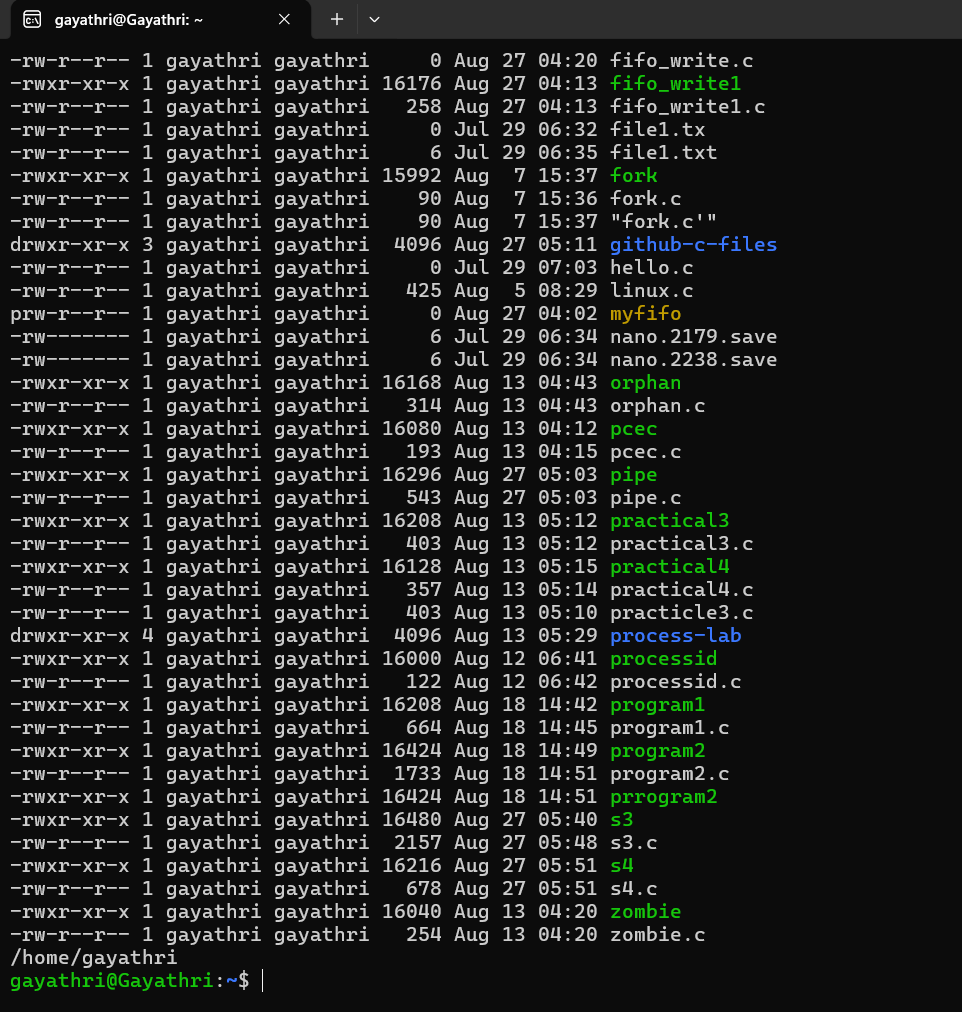 gayathri@Gayathri: ~
-rw-r--r-- 1 gayathri gayathri     0 Aug 27 04:20 fifo_write.c
-rwxr-xr-x 1 gayathri gayathri 16176 Aug 27 04:13 fifo_write1
-rw-r--r-- 1 gayathri gayathri   258 Aug 27 04:13 fifo_write1.c
-rw-r--r-- 1 gayathri gayathri     0 Jul 29 06:32 file1.tx
-rw-r--r-- 1 gayathri gayathri     6 Jul 29 06:35 file1.txt
-rwxr-xr-x 1 gayathri gayathri 15992 Aug  7 15:37 fork
-rw-r--r-- 1 gayathri gayathri    90 Aug  7 15:36 fork.c
-rw-r--r-- 1 gayathri gayathri    90 Aug  7 15:37 "fork.c'"
drwxr-xr-x 3 gayathri gayathri  4096 Aug 27 05:11 github-c-files
-rw-r--r-- 1 gayathri gayathri     0 Jul 29 07:03 hello.c
-rw-r--r-- 1 gayathri gayathri   425 Aug  5 08:29 linux.c
prw-r--r-- 1 gayathri gayathri     0 Aug 27 04:02 myfifo
-rw------- 1 gayathri gayathri     6 Jul 29 06:34 nano.2179.save
-rw------- 1 gayathri gayathri     6 Jul 29 06:34 nano.2238.save
-rwxr-xr-x 1 gayathri gayathri 16168 Aug 13 04:43 orphan
-rw-r--r-- 1 gayathri gayathri   314 Aug 13 04:43 orphan.c
-rwxr-xr-x 1 gayathri gayathri 16080 Aug 13 04:12 pcec
-rw-r--r-- 1 gayathri gayathri   193 Aug 13 04:15 pcec.c
-rwxr-xr-x 1 gayathri gayathri 16296 Aug 27 05:03 pipe
-rw-r--r-- 1 gayathri gayathri   543 Aug 27 05:03 pipe.c
-rwxr-xr-x 1 gayathri gayathri 16208 Aug 13 05:12 practical3
-rw-r--r-- 1 gayathri gayathri   403 Aug 13 05:12 practical3.c
-rwxr-xr-x 1 gayathri gayathri 16128 Aug 13 05:15 practical4
-rw-r--r-- 1 gayathri gayathri   357 Aug 13 05:14 practical4.c
-rw-r--r-- 1 gayathri gayathri   403 Aug 13 05:10 practicle3.c
drwxr-xr-x 4 gayathri gayathri  4096 Aug 13 05:29 process-lab
-rwxr-xr-x 1 gayathri gayathri 16000 Aug 12 06:41 processid
-rw-r--r-- 1 gayathri gayathri   122 Aug 12 06:42 processid.c
-rwxr-xr-x 1 gayathri gayathri 16208 Aug 18 14:42 program1
-rw-r--r-- 1 gayathri gayathri   664 Aug 18 14:45 program1.c
-rwxr-xr-x 1 gayathri gayathri 16424 Aug 18 14:49 program2
-rw-r--r-- 1 gayathri gayathri  1733 Aug 18 14:51 program2.c
-rwxr-xr-x 1 gayathri gayathri 16424 Aug 18 14:51 prrogram2
-rwxr-xr-x 1 gayathri gayathri 16480 Aug 27 05:40 s3
-rw-r--r-- 1 gayathri gayathri  2157 Aug 27 05:48 s3.c
-rwxr-xr-x 1 gayathri gayathri 16216 Aug 27 05:51 s4
-rw-r--r-- 1 gayathri gayathri   678 Aug 27 05:51 s4.c
-rwxr-xr-x 1 gayathri gayathri 16040 Aug 13 04:20 zombie
-rw-r--r-- 1 gayathri gayathri   254 Aug 13 04:20 zombie.c
/home/gayathri
gayathri@Gayathri:~$